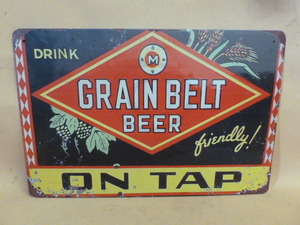 DRINK
M
GRAIN BELT
BEER
friendly!
ON TAP